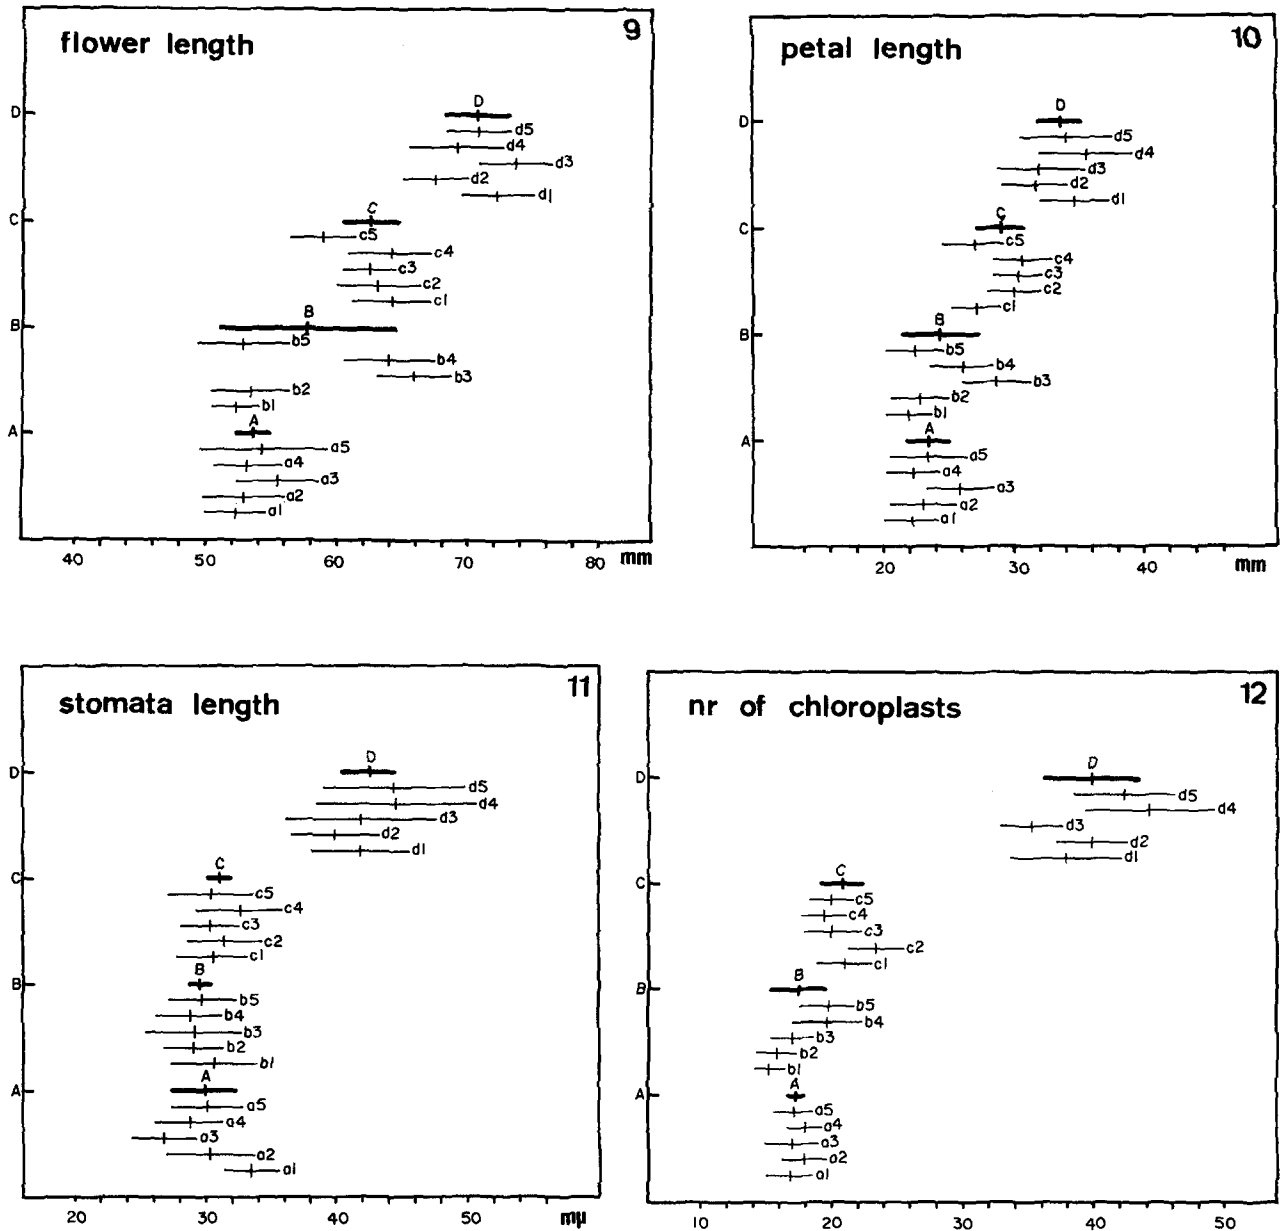 flower length
9
D
D
d5
d4
d3
d2
d1
C
C
c5
c4
c3
c2
c1
B
B
b5
b4
b3
b2
b1
A
A
a5
a4
a3
a2
a1
40 50 60 70 80 mm
petal length
10
D
D
d5
d4
d3
d2
d1
C
C
c5
c4
c3
c2
c1
B
B
b5
b4
b3
b2
b1
A
A
a5
a4
a3
a2
a1
20 30 40 mm
stomata length
11
D
D
d5
d4
d3
d2
d1
C
C
c5
c4
c3
c2
c1
B
B
b5
b4
b3
b2
b1
A
A
a5
a4
a3
a2
a1
20 30 40 50 mμ
nr of chloroplasts
12
D
D
d5
d4
d3
d2
d1
C
C
c5
c4
c3
c2
c1
B
B
b5
b4
b3
b2
b1
A
A
a5
a4
a3
a2
a1
10 20 30 40 50